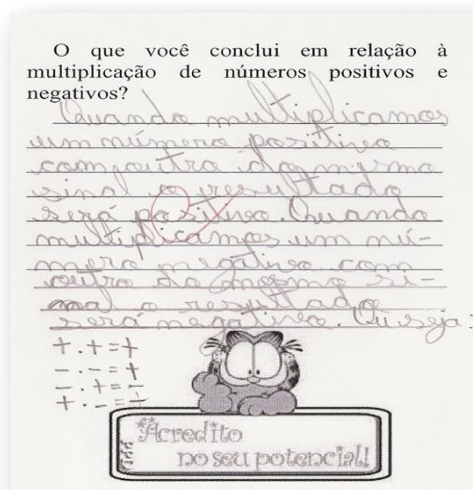 O que você conclui em relação à
multiplicação de números positivos e
negativos?
Quando multiplicamos
um número positivo
com outro do mesmo
sinal o resultado
será positivo. Quando
multiplicamos um nú-
mero negativo com
outro do mesmo si-
nal o resultado
será negativo. Ou seja:
+ . + = +
- . - = +
- . + = -
+ . - = -
Acredito
no seu potencial!